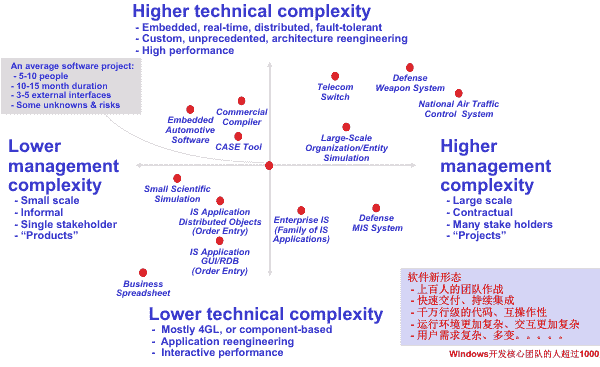 Higher technical complexity
- Embedded, real-time, distributed, fault-tolerant
- Custom, unprecedented, architecture reengineering
- High performance
An average software project:
- 5-10 people
- 10-15 month duration
- 3-5 external interfaces
- Some unknowns & risks
Telecom
Switch
Defense
Weapon System
National Air Traffic
Control System
Commercial
Compiler
Embedded
Automotive
Software
CASE Tool
Large-Scale
Organization/Entity
Simulation
Lower
management
complexity
- Small scale
- Informal
- Single stakeholder
- “Products”
Higher
management
complexity
- Large scale
- Contractual
- Many stake holders
- “Projects”
Small Scientific
Simulation
IS Application
Distributed Objects
(Order Entry)
Enterprise IS
(Family of IS
Applications)
Defense
MIS System
IS Application
GUI/RDB
(Order Entry)
Business
Spreadsheet
Lower technical complexity
- Mostly 4GL, or component-based
- Application reengineering
- Interactive performance
软件新形态
- 上百人的团队作战
- 快速交付、持续集成
- 千万行级的代码、互操作性
- 运行环境更加复杂、交互更加复杂
- 用户需求复杂、多变。。。。。
Windows开发核心团队的人超过1000